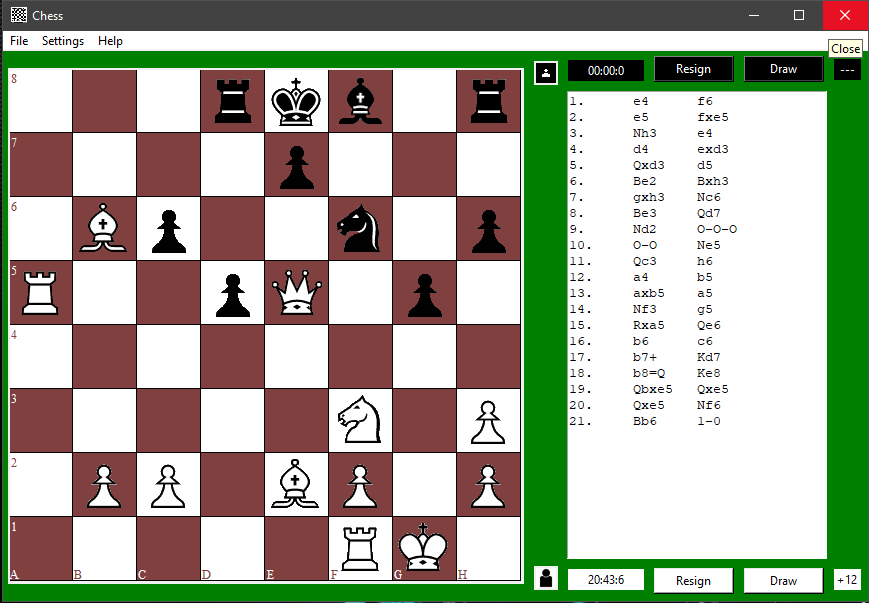 Chess
File Settings Help
Close
00:00:0 Resign Draw ---
8
7
6
5
4
3
2
1
A B C D E F G H
1. e4 f6
2. e5 fxe5
3. Nh3 e4
4. d4 exd3
5. Qxd3 d5
6. Be2 Bxh3
7. gxh3 Nc6
8. Be3 Qd7
9. Nd2 O-O-O
10. O-O Ne5
11. Qc3 h6
12. a4 b5
13. axb5 a5
14. Nf3 g5
15. Rxa5 Qe6
16. b6 c6
17. b7+ Kd7
18. b8=Q Ke8
19. Qbxe5 Qxe5
20. Qxe5 Nf6
21. Bb6 1-0
20:43:6 Resign Draw +12